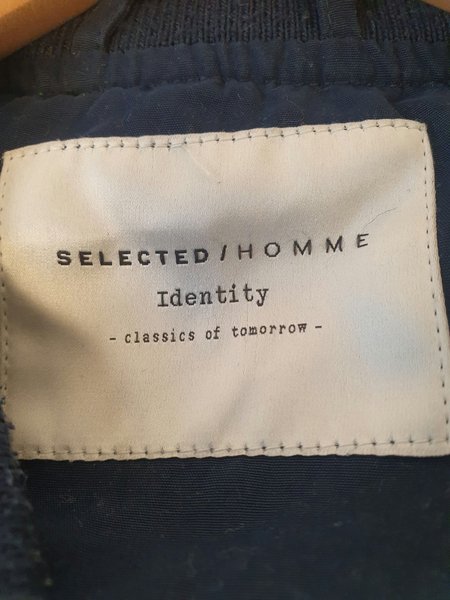 SELECTED/HOMME
Identity
- classics of tomorrow -